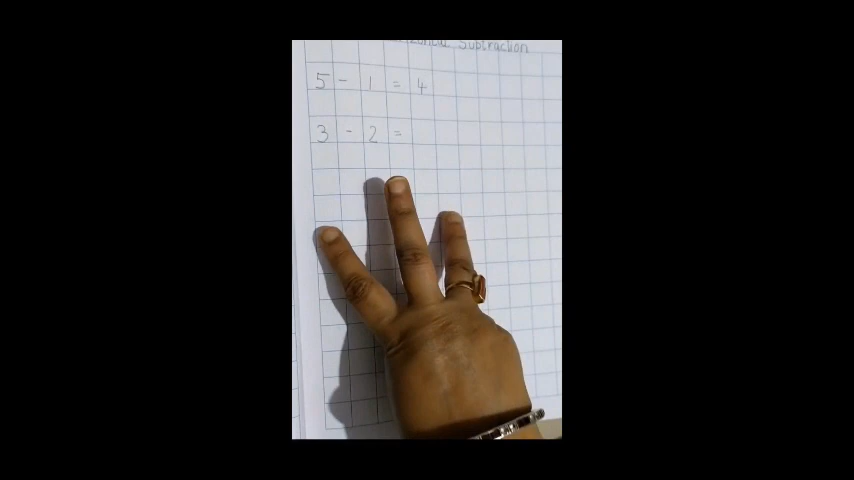 Subtraction
5 - 1 = 4
3 - 2 =